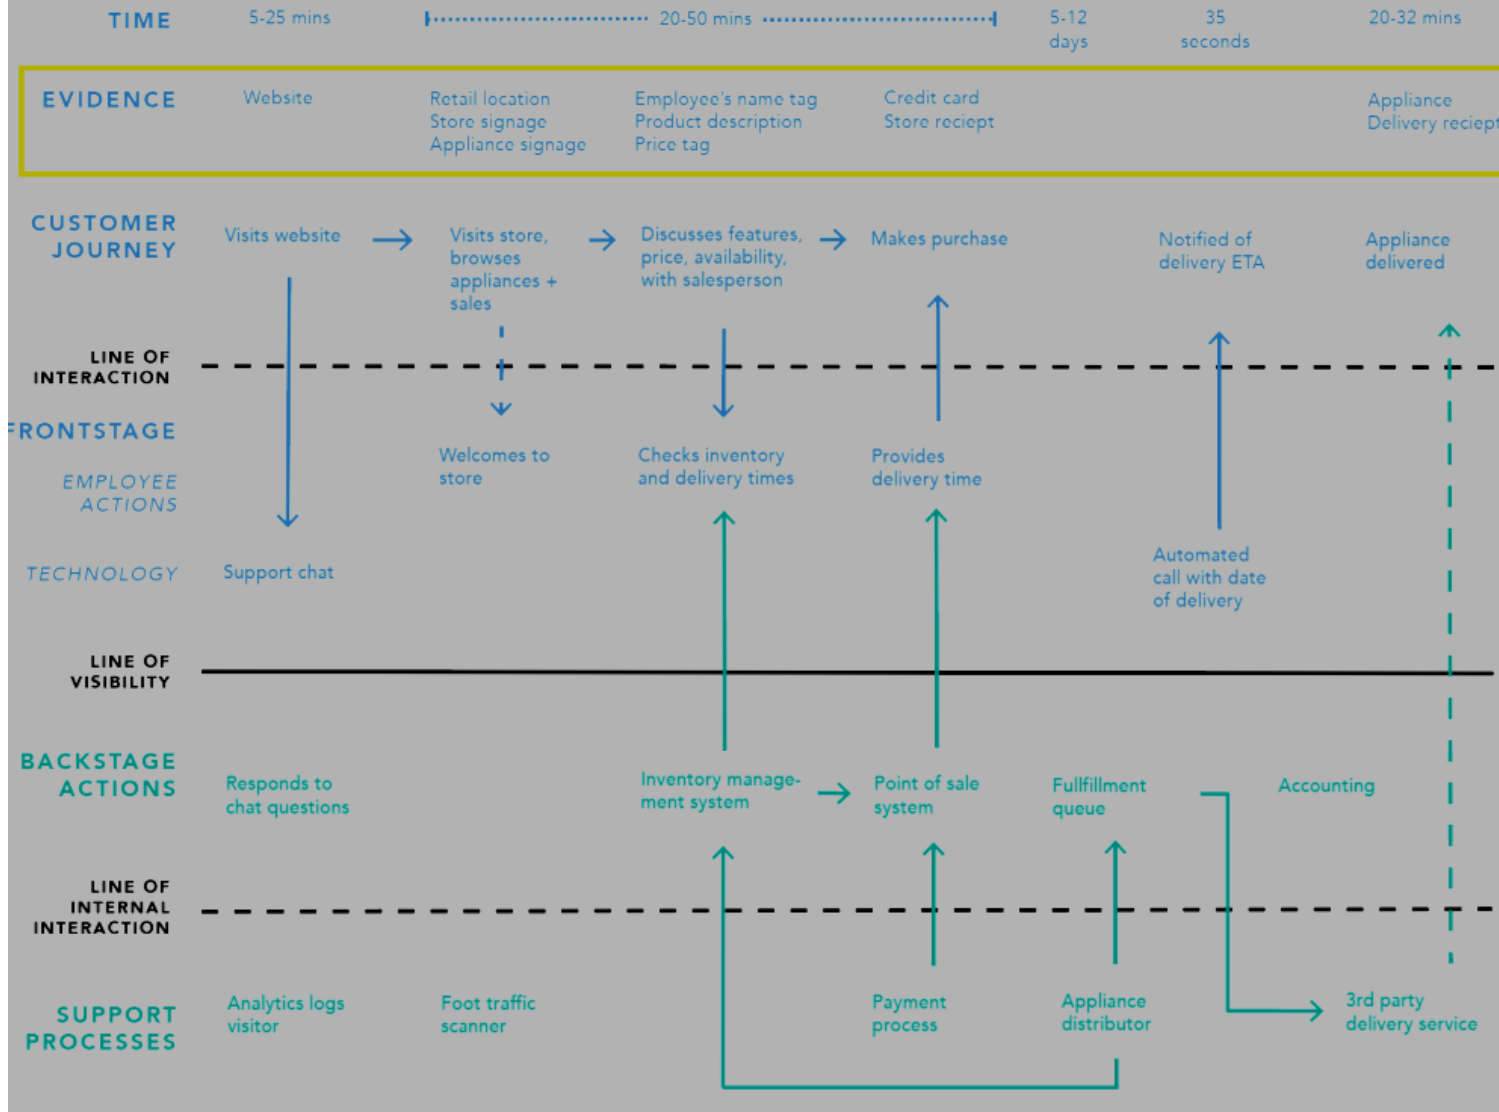 TIME
5-25 mins
20-50 mins
5-12
days
35
seconds
20-32 mins
EVIDENCE
Website
Retail location
Store signage
Appliance signage
Employee's name tag
Product description
Price tag
Credit card
Store reciept
Appliance
Delivery reciept
CUSTOMER
JOURNEY
Visits website
Visits store,
browses
appliances +
sales
Discusses features,
price, availability,
with salesperson
Makes purchase
Notified of
delivery ETA
Appliance
delivered
LINE OF
INTERACTION
FRONTSTAGE
EMPLOYEE
ACTIONS
Welcomes to
store
Checks inventory
and delivery times
Provides
delivery time
TECHNOLOGY
Support chat
Automated
call with date
of delivery
LINE OF
VISIBILITY
BACKSTAGE
ACTIONS
Responds to
chat questions
Inventory manage-
ment system
Point of sale
system
Fullfillment
queue
Accounting
LINE OF
INTERNAL
INTERACTION
SUPPORT
PROCESSES
Analytics logs
visitor
Foot traffic
scanner
Payment
process
Appliance
distributor
3rd party
delivery service